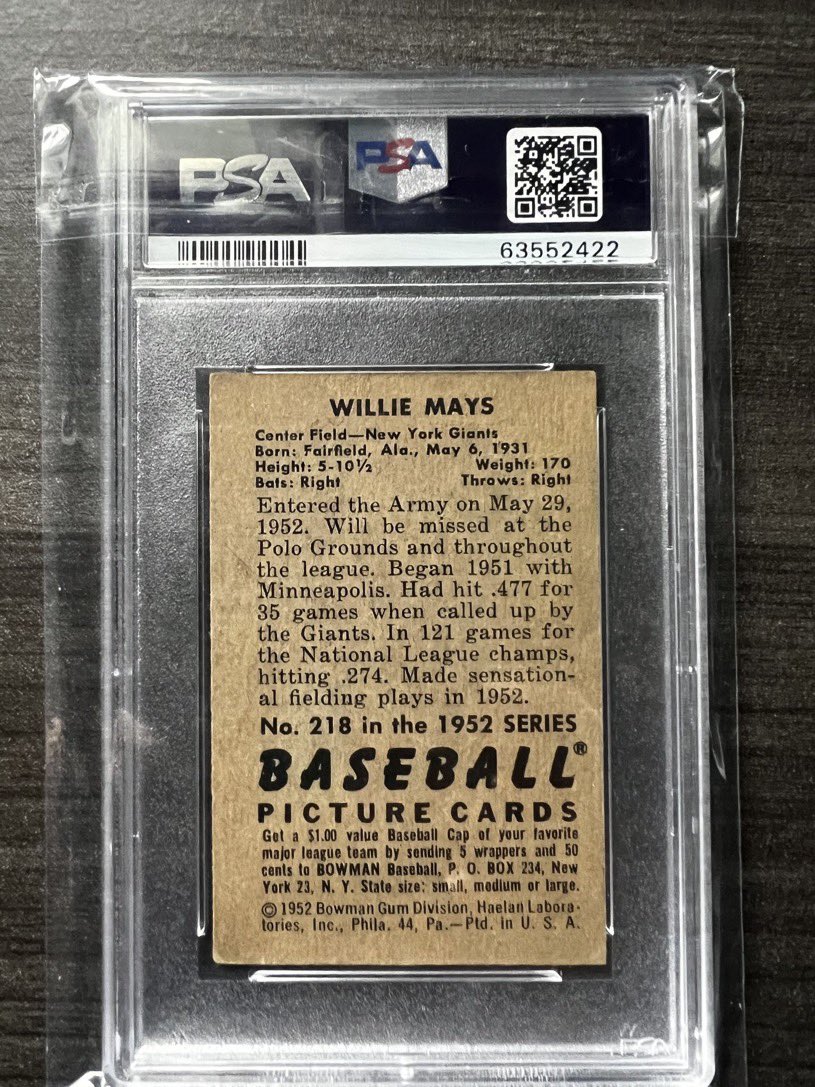 PSA
PSA
63552422
WILLIE MAYS
Center Field—New York Giants
Born: Fairfield, Ala., May 6, 1931
Height: 5-10½ Weight: 170
Bats: Right Throws: Right
Entered the Army on May 29,
1952. Will be missed at the
Polo Grounds and throughout
the league. Began 1951 with
Minneapolis. Had hit .477 for
35 games when called up by
the Giants. In 121 games for
the National League champs,
hitting .274. Made sensation-
al fielding plays in 1952.
No. 218 in the 1952 SERIES
BASEBALL®
PICTURE CARDS
Get a $1.00 value Baseball Cap of your favorite
major league team by sending 5 wrappers and 50
cents to BOWMAN Baseball, P. O. BOX 234, New
York 23, N. Y. State size: small, medium or large.
© 1952 Bowman Gum Division, Haelan Labora-
tories, Inc., Phila. 44, Pa.—Ptd. in U. S. A.
PSA